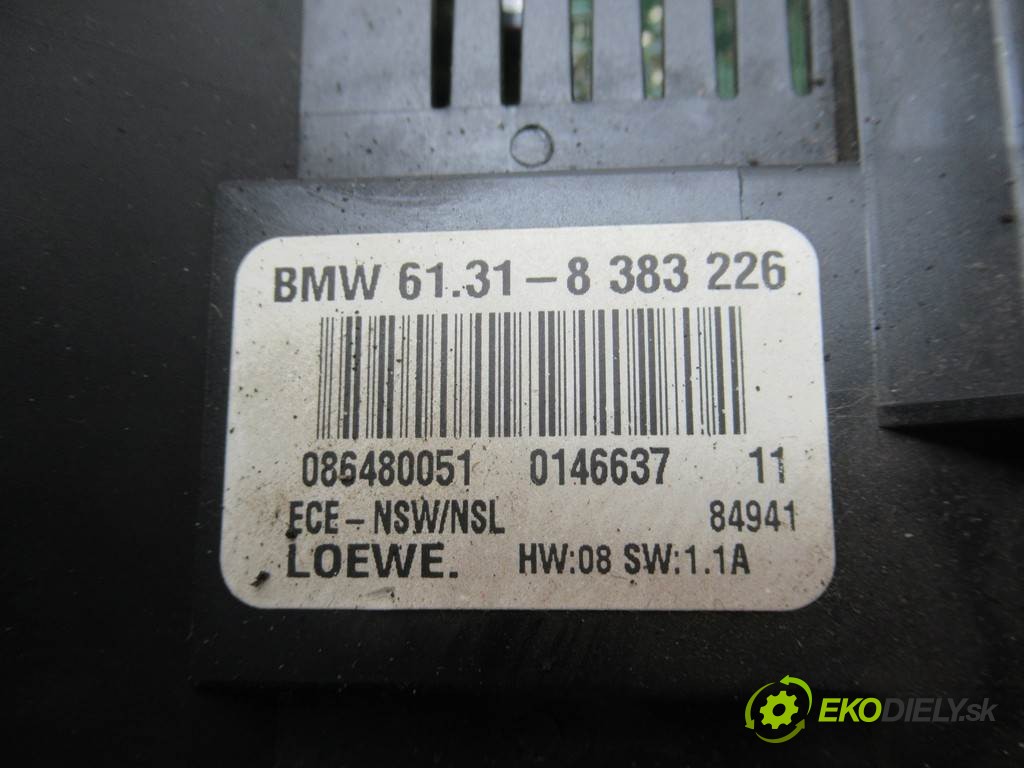 BMW 61.31-8 383 226
086480051 0146637 11
ECE-NSW/NSL 84941
LOEWE. HW:08 SW:1.1A
EKODIELY.sk